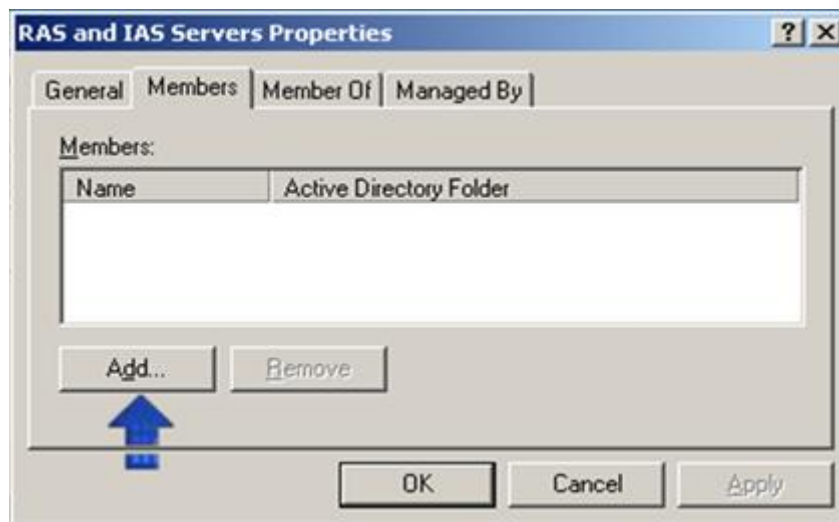 RAS and IAS Servers Properties
General Members Member Of Managed By
Members:
Name Active Directory Folder
Add... Remove
OK Cancel Apply